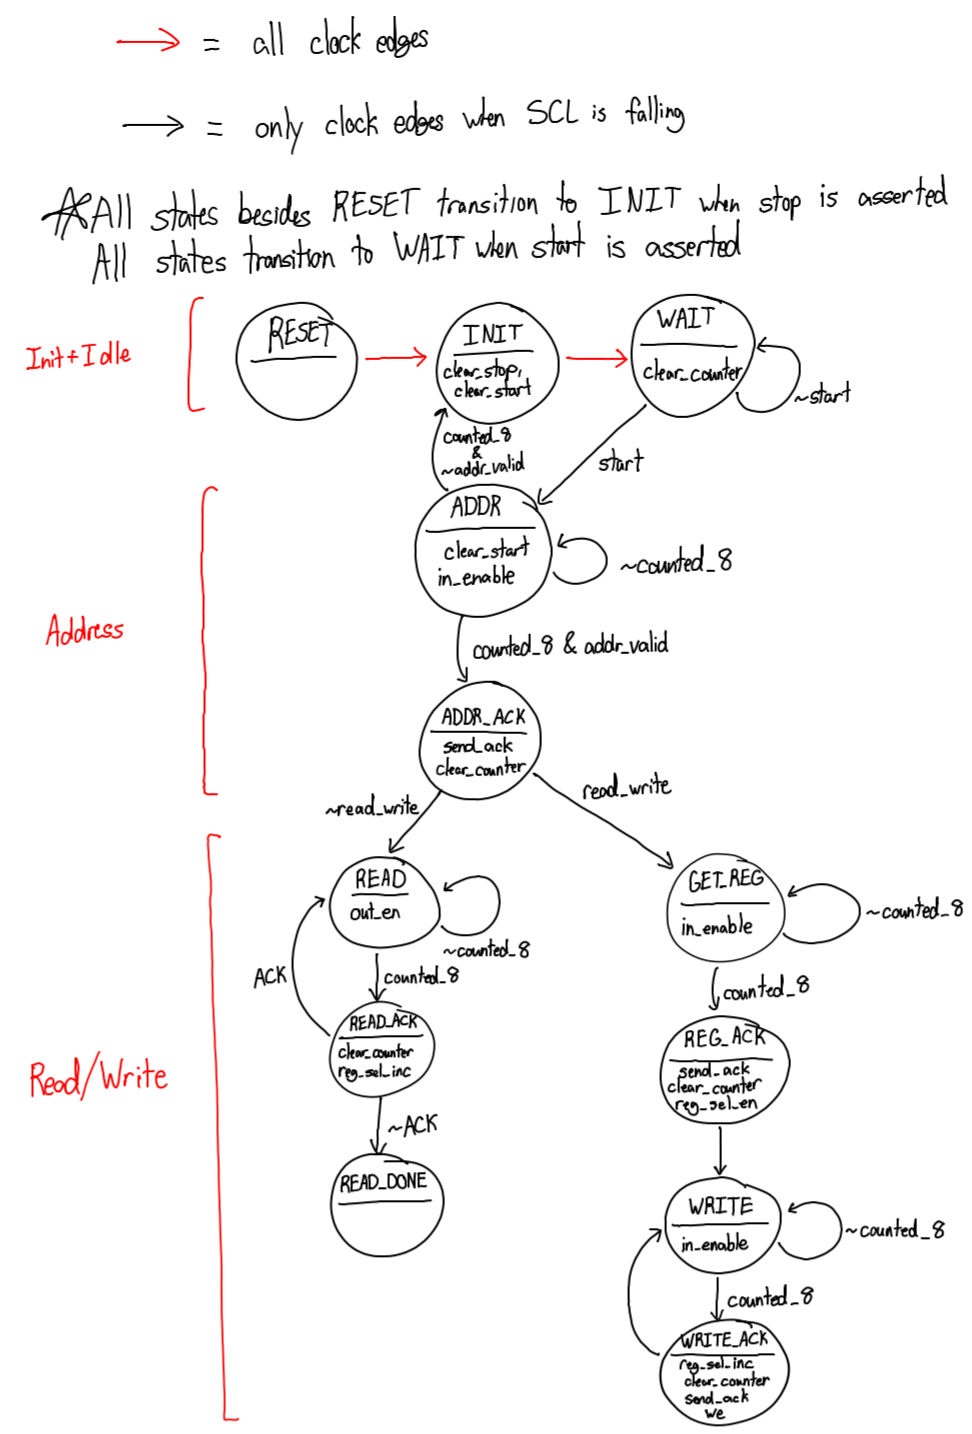 = all clock edges
= only clock edges when SCL is falling
All states besides RESET transition to INIT when stop is asserted
All states transition to WAIT when start is asserted
Init + Idle
RESET
INIT
clear_stop,
clear_start
WAIT
clear_counter
~start
counted_8
&
~addr_valid
start
Address
ADDR
clear_start
in_enable
~counted_8
counted_8 & addr_valid
ADDR_ACK
send_ack
clear_counter
~read_write
read_write
Read/Write
READ
out_en
~counted_8
counted_8
ACK
READ_ACK
clear_counter
reg_sel_inc
~ACK
READ_DONE
GET_REG
in_enable
~counted_8
counted_8
REG_ACK
send_ack
clear_counter
reg_sel_en
WRITE
in_enable
~counted_8
counted_8
WRITE_ACK
reg_sel_inc
clear_counter
send_ack
we